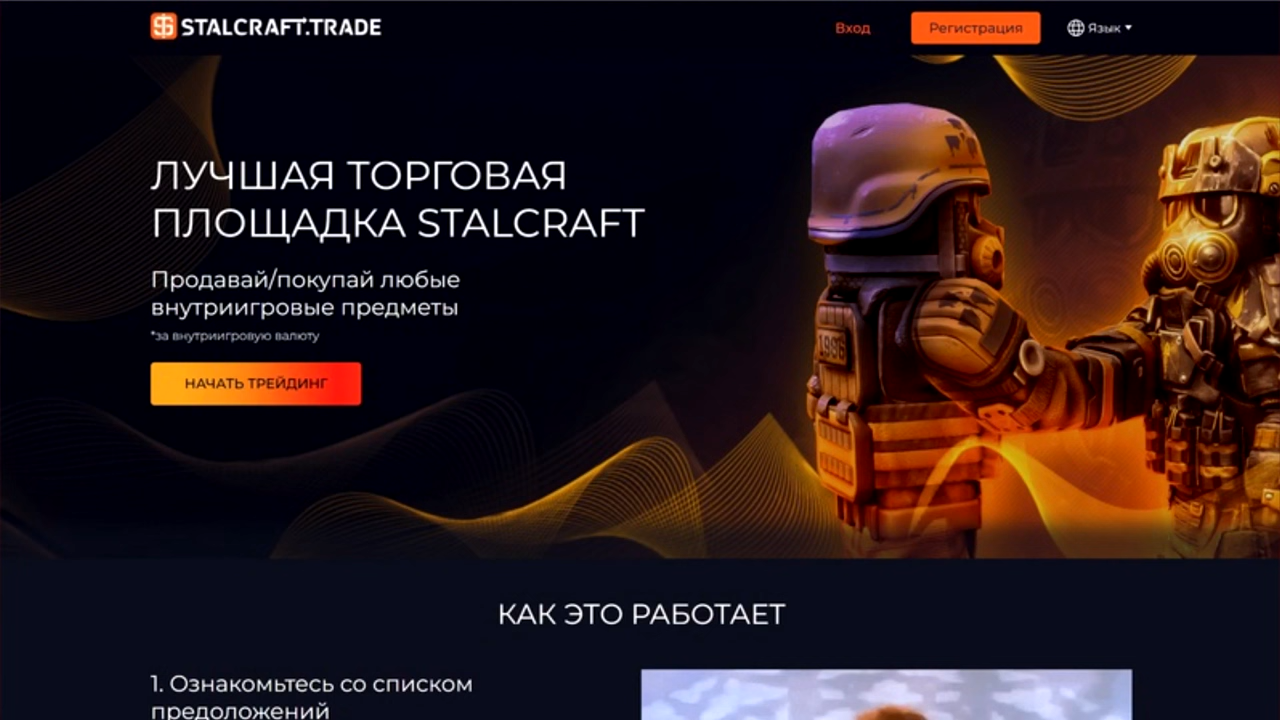 STALCRAFT.TRADE
Вход
Регистрация
Язык
ЛУЧШАЯ ТОРГОВАЯ
ПЛОЩАДКА STALCRAFT
Продавай/покупай любые
внутриигровые предметы
*за внутриигровую валюту
НАЧАТЬ ТРЕЙДИНГ
1996
КАК ЭТО РАБОТАЕТ
1. Ознакомьтесь со списком
предоложений